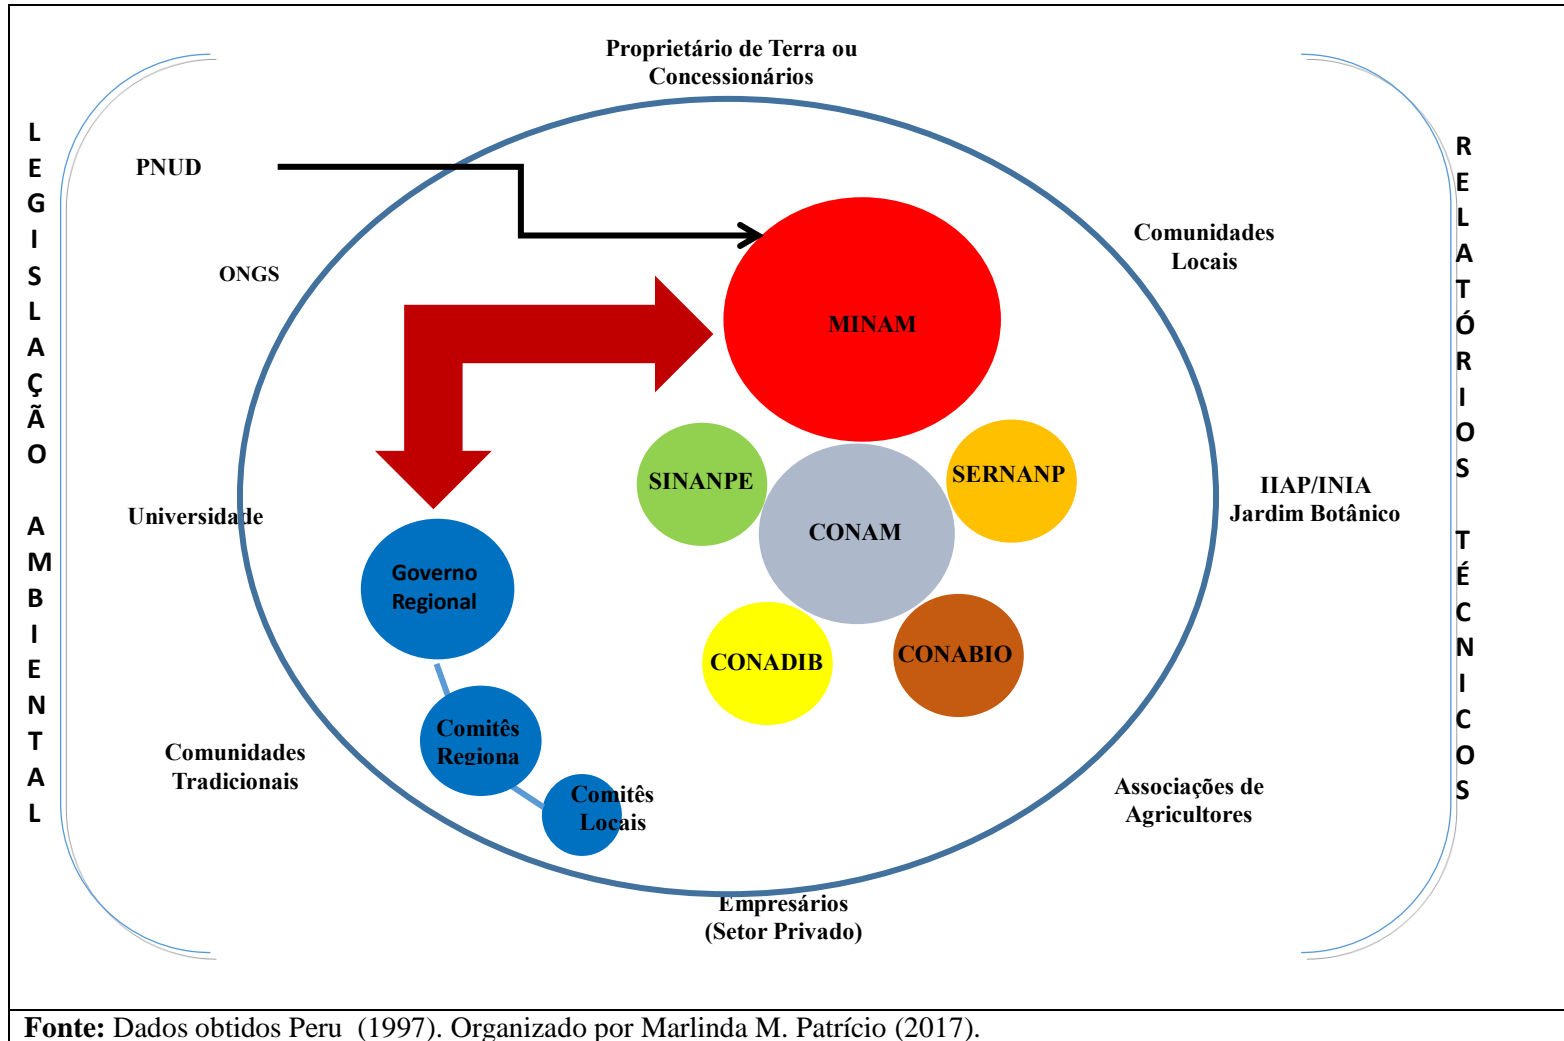 Proprietário de Terra ou
Concessionários
LEGISLAÇÃO AMBIENTAL
RELATÓRIOS TÉCNICOS
PNUD
Comunidades
Locais
ONGS
MINAM
SINANPE
SERNANP
IIAP/INIA
Jardim Botânico
Universidade
CONAM
Governo
Regional
CONADIB
CONABIO
Comitês
Regiona
Comunidades
Tradicionais
Comitês
Locais
Associações de
Agricultores
Empresários
(Setor Privado)
Fonte: Dados obtidos Peru (1997). Organizado por Marlinda M. Patrício (2017).